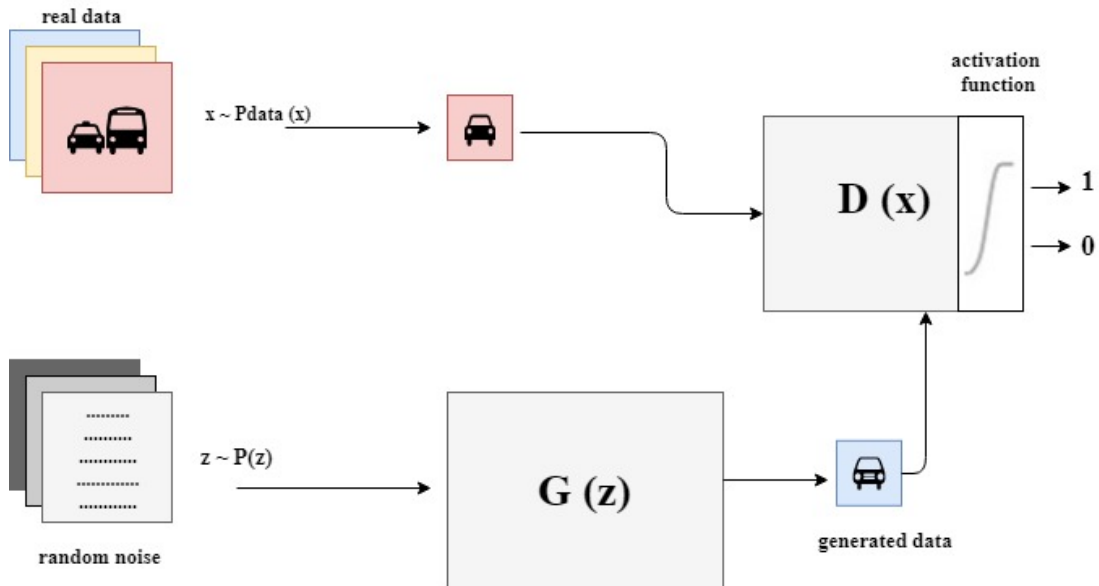 real data
activation
function
x ~ Pdata (x)
D (x)
1
0
z ~ P(z)
G (z)
random noise
generated data